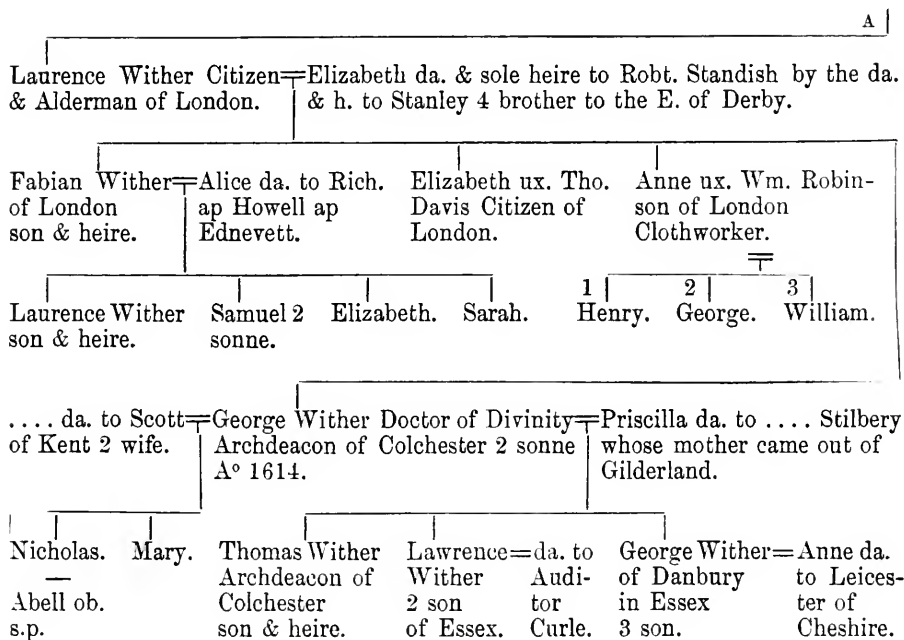 A
Laurence Wither Citizen=Elizabeth da. & sole heire to Robt. Standish by the da.
& Alderman of London. & h. to Stanley 4 brother to the E. of Derby.
Fabian Wither=Alice da. to Rich. Elizabeth ux. Tho. Anne ux. Wm. Robin-
of London ap Howell ap Davis Citizen of son of London
son & heire. Ednevett. London. Clothworker.
1 2 3
Laurence Wither Samuel 2 Elizabeth. Sarah. Henry. George. William.
son & heire. sonne.
.... da. to Scott=George Wither Doctor of Divinity=Priscilla da. to .... Stilbery
of Kent 2 wife. Archdeacon of Colchester 2 sonne whose mother came out of
Aº 1614. Gilderland.
Nicholas. Mary. Thomas Wither Lawrence=da. to George Wither=Anne da.
— Archdeacon of Wither Audi- of Danbury to Leices-
Abell ob. Colchester 2 son tor in Essex ter of
s.p. son & heire. of Essex. Curle. 3 son. Cheshire.